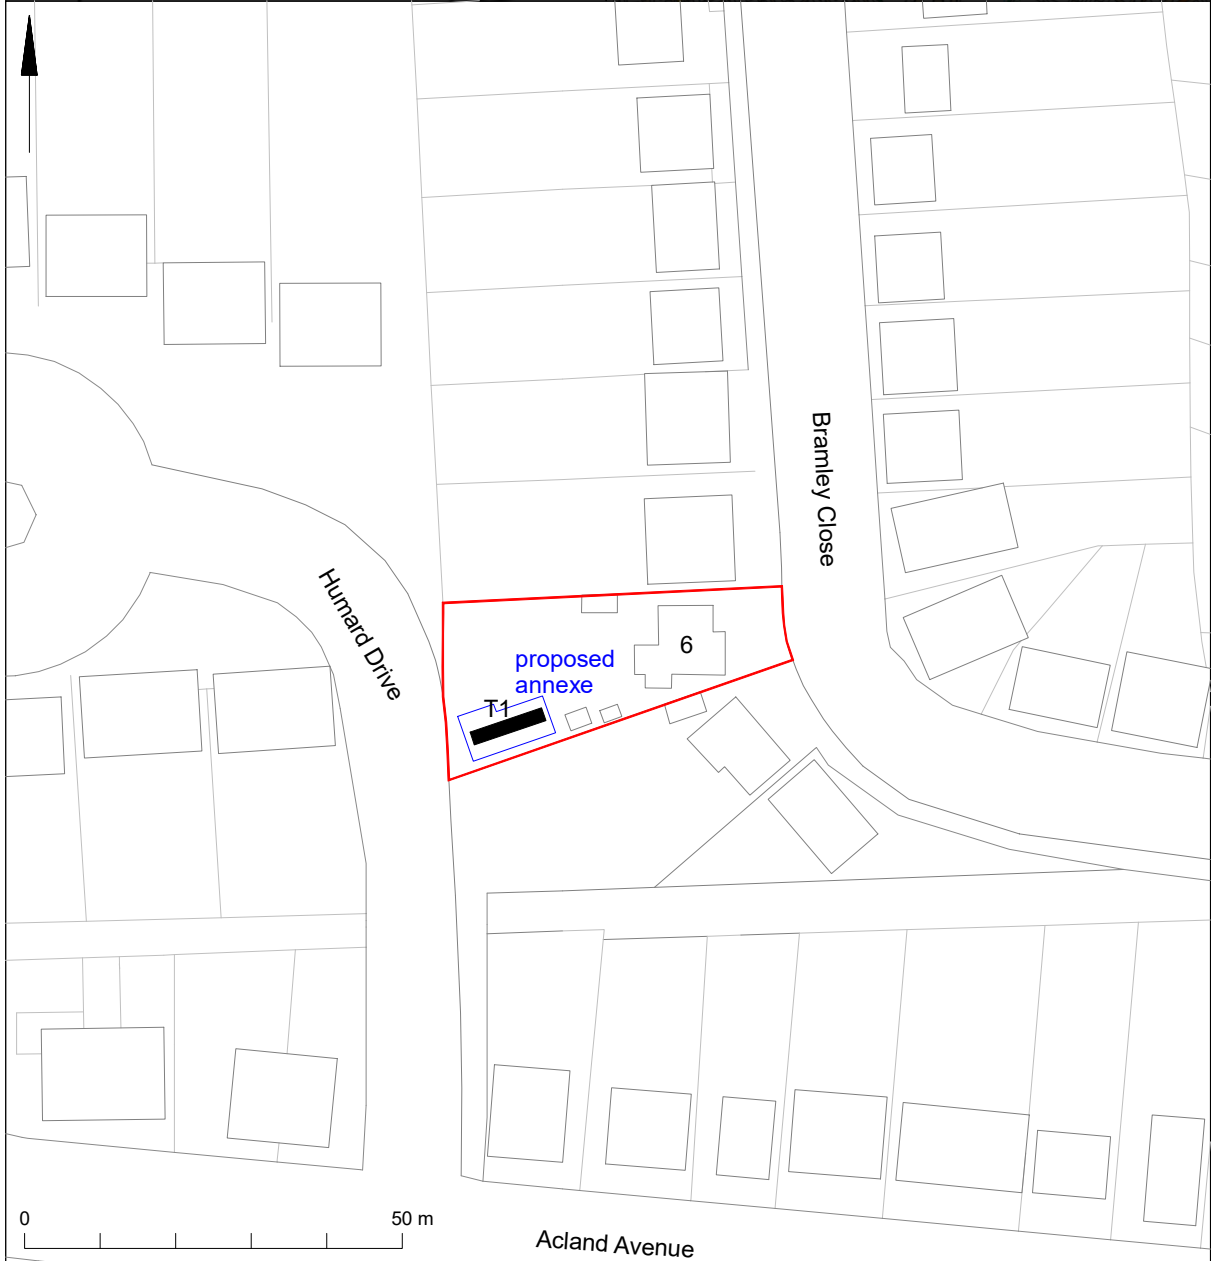 Bramley Close
Humard Drive
6
proposed
annexe
T1
0
50 m
Acland Avenue